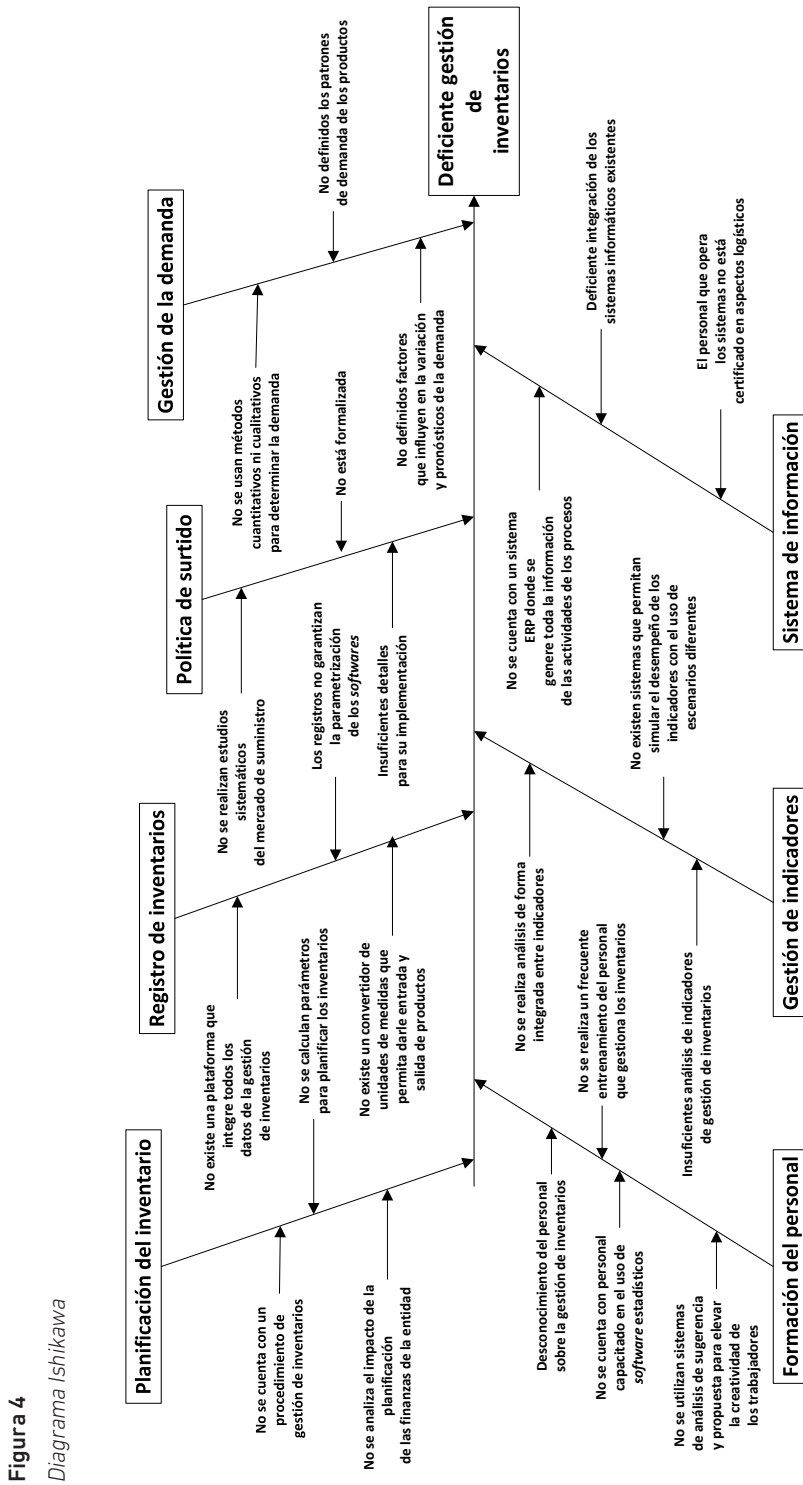 Figura 4
Diagrama Ishikawa
Planificación del inventario
No se cuenta con un
procedimiento de
gestión de inventarios
No se calculan parámetros
para planificar los inventarios
No se analiza el impacto de la
planificación
de las finanzas de la entidad
Registro de inventarios
No existe una plataforma que
integre todos los
datos de la gestión
de inventarios
Los registros no garantizan
la parametrización
de los softwares
No existe un convertidor de
unidades de medidas que
permita darle entrada y
salida de productos
Política de surtido
No se realizan estudios
sistemáticos
del mercado de suministro
No está formalizada
Insuficientes detalles
para su implementación
Gestión de la demanda
No se usan métodos
cuantitativos ni cualitativos
para determinar la demanda
No definidos los patrones
de demanda de los productos
No definidos factores
que influyen en la variación
y pronósticos de la demanda
Deficiente gestión
de
inventarios
Desconocimiento del personal
sobre la gestión de inventarios
No se realiza un frecuente
entrenamiento del personal
que gestiona los inventarios
No se cuenta con personal
capacitado en el uso de
software estadísticos
No se utilizan sistemas
de análisis de sugerencia
y propuesta para elevar
la creatividad de
los trabajadores
Formación del personal
No se realiza análisis de forma
integrada entre indicadores
No existen sistemas que permitan
simular el desempeño de los
indicadores con el uso de
escenarios diferentes
Insuficientes análisis de indicadores
de gestión de inventarios
Gestión de indicadores
No se cuenta con un sistema
ERP donde se
genere toda la información
de las actividades de los procesos
Deficiente integración de los
sistemas informáticos existentes
El personal que opera
los sistemas no está
certificado en aspectos logísticos
Sistema de información